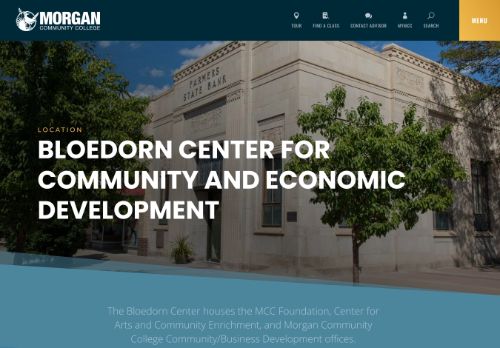 MORGAN
COMMUNITY COLLEGE
TOUR
FIND A CLASS
CONTACT ADVISOR
MYMCC
SEARCH
MENU
FARMERS
STATE BANK
LOCATION
BLOEDORN CENTER FOR
COMMUNITY AND ECONOMIC
DEVELOPMENT
The Bloedorn Center houses the MCC Foundation, Center for
Arts and Community Enrichment, and Morgan Community
College Community/Business Development offices.